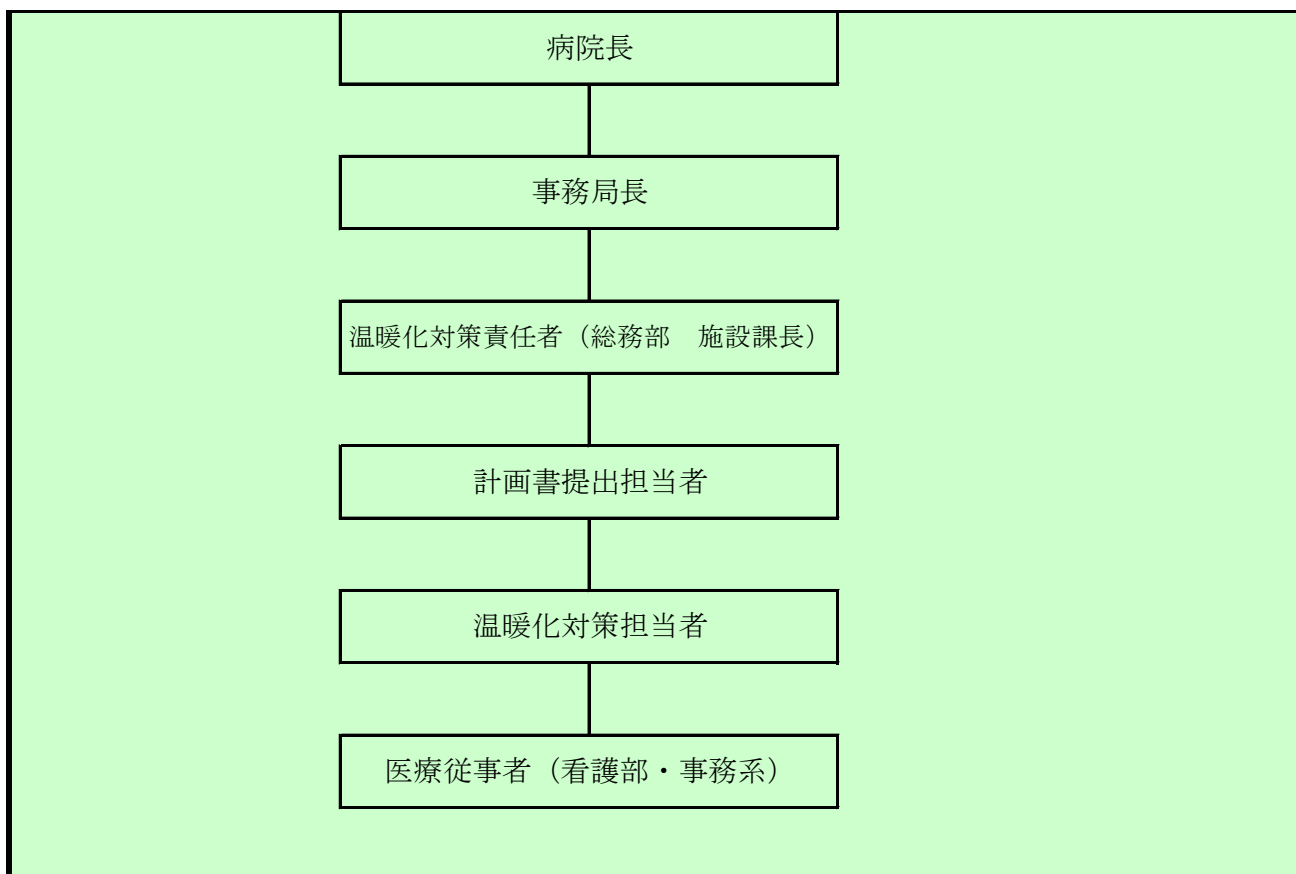 病院長
事務局長
温暖化対策責任者（総務部　施設課長）
計画書提出担当者
温暖化対策担当者
医療従事者（看護部・事務系）